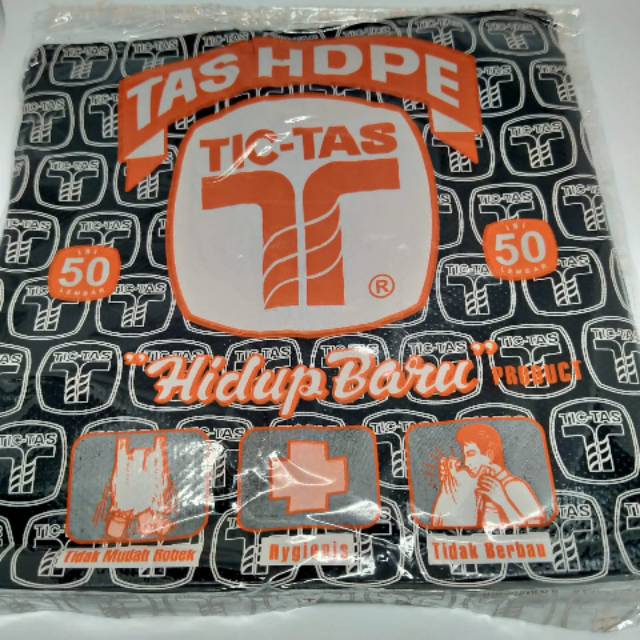 TAS HDPE
TIC-TAS
®
ISI
50
LEMBAR
ISI
50
LEMBAR
"Hidup Baru" PRODUCT
Tidak Mudah Robek
Hygienis
Tidak Berbau